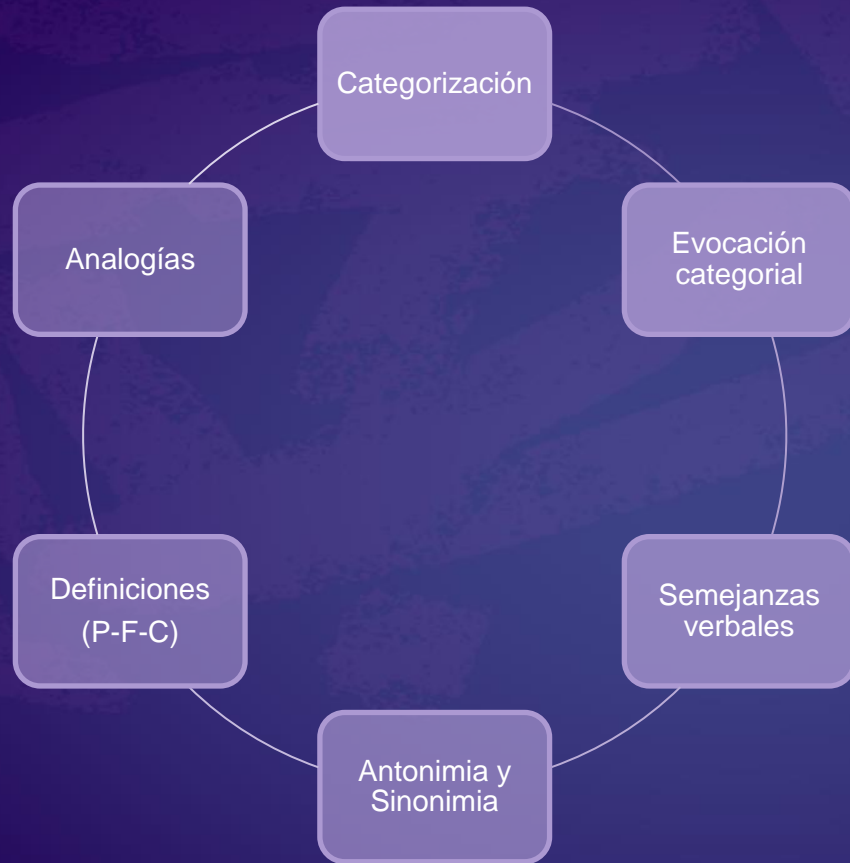 Categorización
Evocación
categorial
Semejanzas
verbales
Antonimia y
Sinonimia
Definiciones
(P-F-C)
Analogías